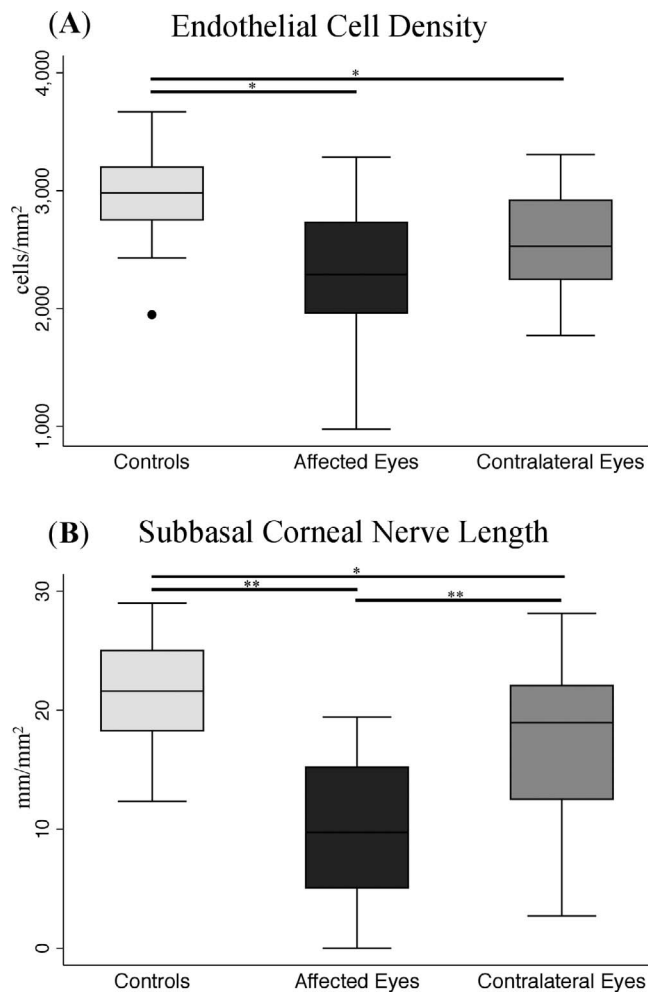 (A) Endothelial Cell Density
4,000
*
*
3,000
cells/mm²
2,000
1,000
Controls Affected Eyes Contralateral Eyes
(B) Subbasal Corneal Nerve Length
30
*
**
**
20
mm/mm²
10
0
Controls Affected Eyes Contralateral Eyes